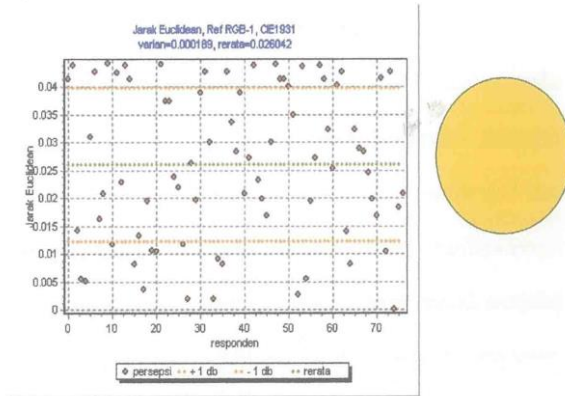 Jarak Euclidean, Ref RGB-1, CIE1931
varian=0.000189, rerata=0.026042
0.04
0.035
0.03
0.025
0.02
0.015
0.01
0.005
0
Jarak Euclidean
0 10 20 30 40 50 60 70
responden
persepsi + 1 db - 1 db rerata